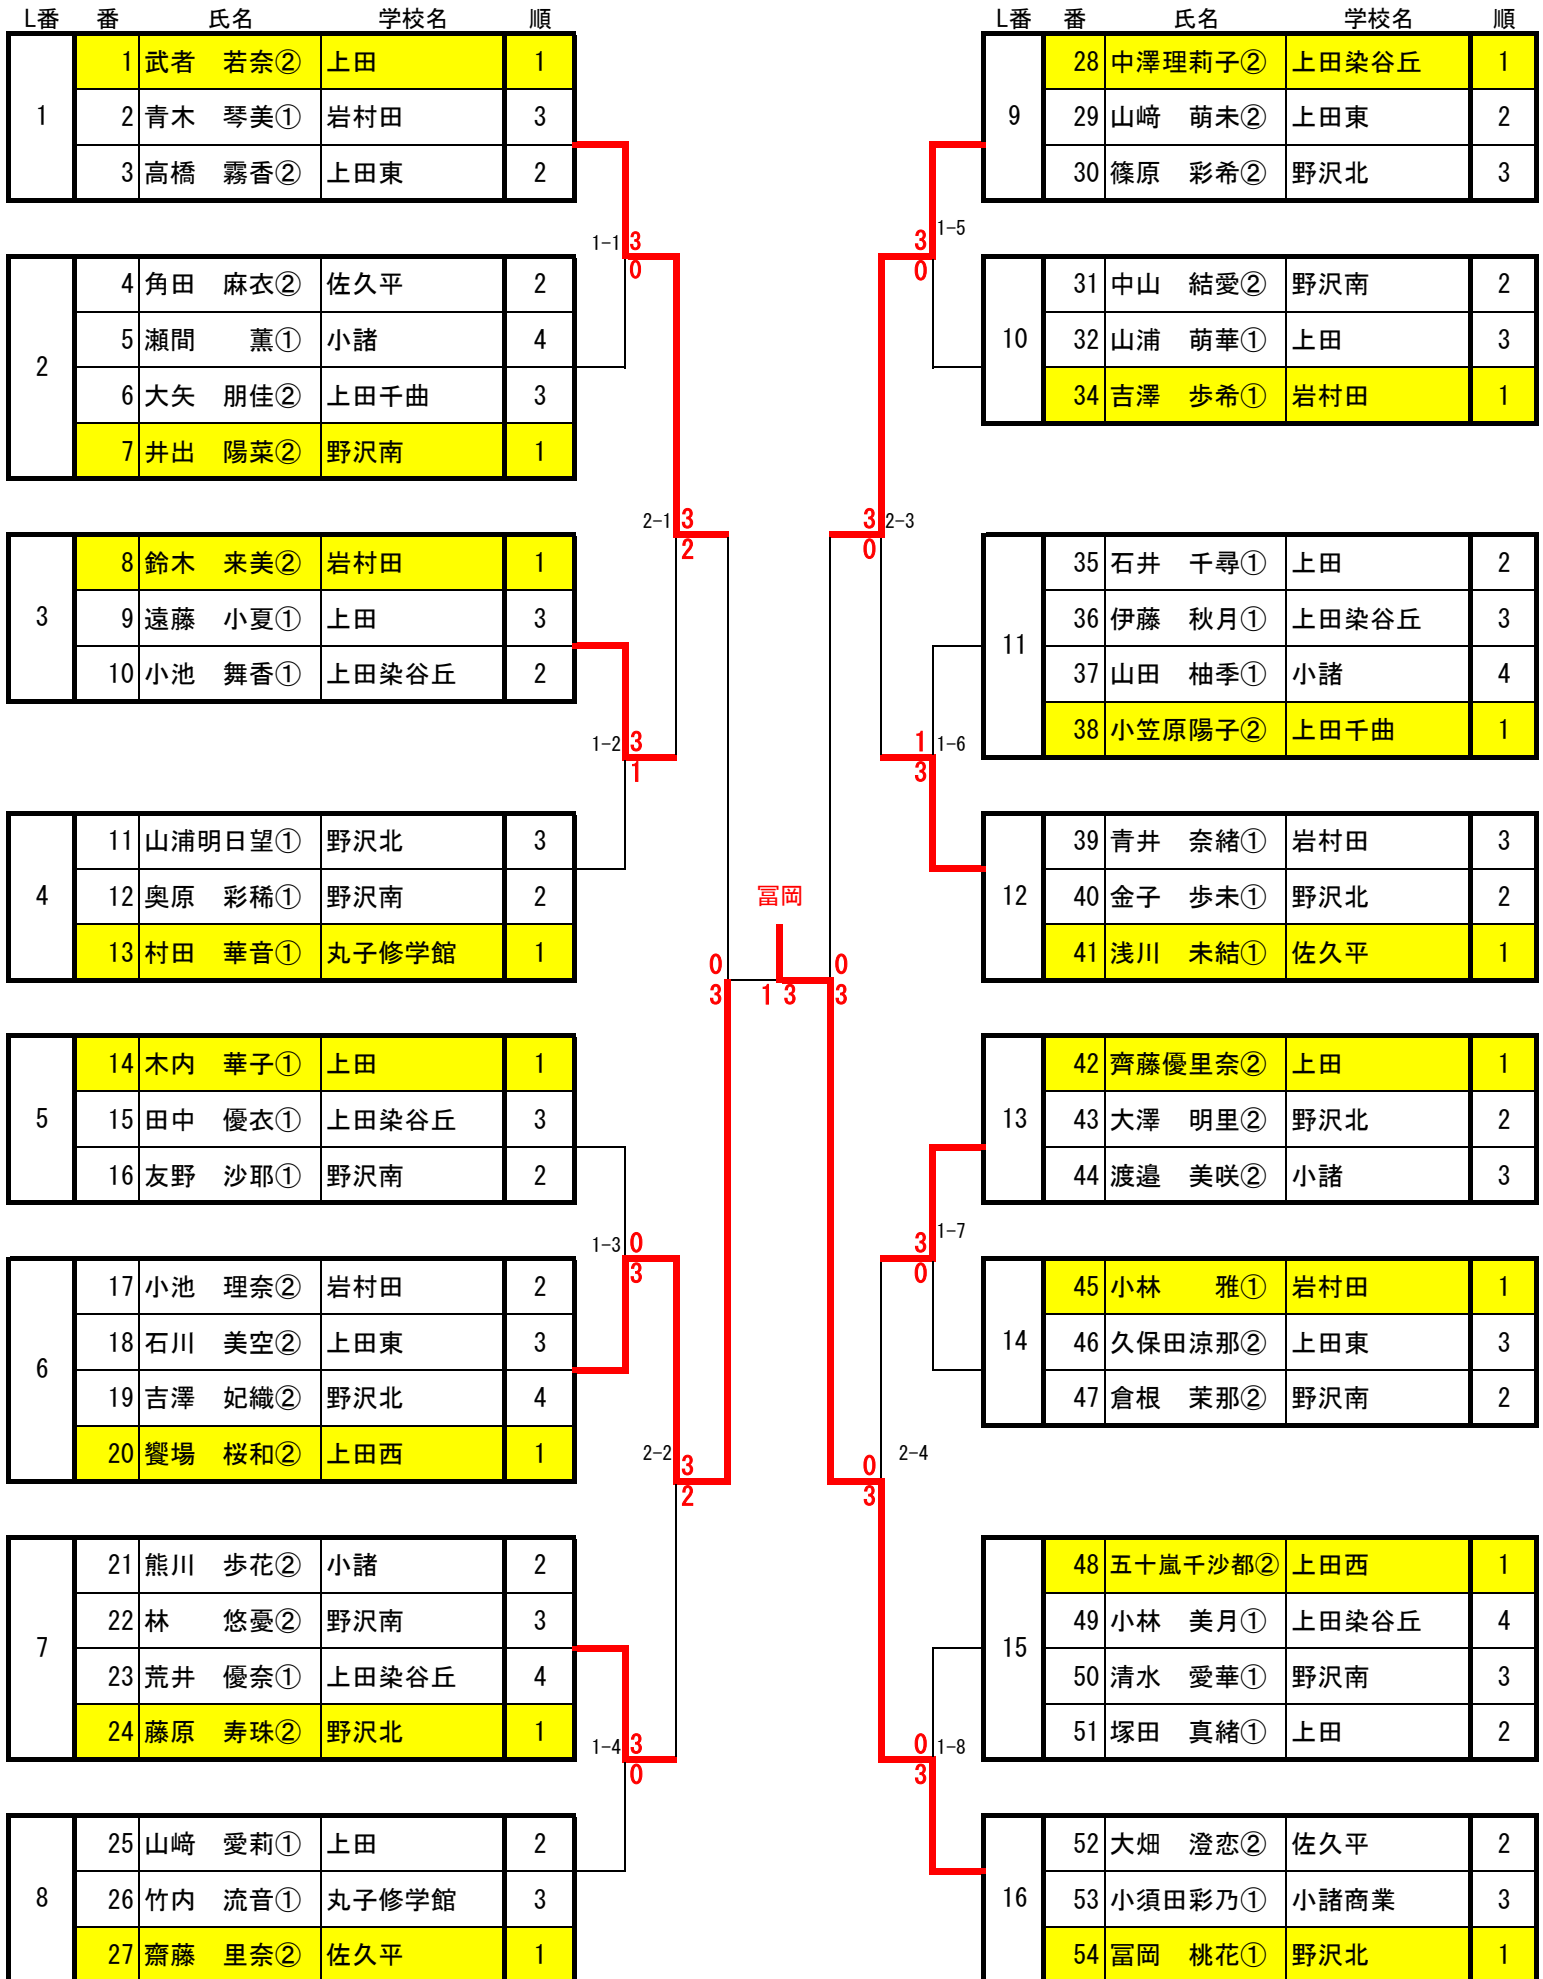 L番 番 氏名 学校名 順
1
1 武者 若奈② 上田 1
2 青木 琴美① 岩村田 3
3 高橋 霧香② 上田東 2
2
4 角田 麻衣② 佐久平 2
5 瀬間 薫① 小諸 4
6 大矢 朋佳② 上田千曲 3
7 井出 陽菜② 野沢南 1
3
8 鈴木 来美② 岩村田 1
9 遠藤 小夏① 上田 3
10 小池 舞香① 上田染谷丘 2
4
11 山浦明日望① 野沢北 3
12 奥原 彩稀① 野沢南 2
13 村田 華音① 丸子修学館 1
5
14 木内 華子① 上田 1
15 田中 優衣① 上田染谷丘 3
16 友野 沙耶① 野沢南 2
6
17 小池 理奈② 岩村田 2
18 石川 美空② 上田東 3
19 吉澤 妃織② 野沢北 4
20 饗場 桜和② 上田西 1
7
21 熊川 歩花② 小諸 2
22 林 悠憂② 野沢南 3
23 荒井 優奈① 上田染谷丘 4
24 藤原 寿珠② 野沢北 1
8
25 山﨑 愛莉① 上田 2
26 竹内 流音① 丸子修学館 3
27 齋藤 里奈② 佐久平 1
1-1 3
0
2-1 3
2
1-2 3
1
0
3
1-3 0
3
2-2 3
2
1-4 3
0
冨岡
1 3
L番 番 氏名 学校名 順
9
28 中澤理莉子② 上田染谷丘 1
29 山﨑 萌未② 上田東 2
30 篠原 彩希② 野沢北 3
10
31 中山 結愛② 野沢南 2
32 山浦 萌華① 上田 3
34 吉澤 歩希① 岩村田 1
11
35 石井 千尋① 上田 2
36 伊藤 秋月① 上田染谷丘 3
37 山田 柚季① 小諸 4
38 小笠原陽子② 上田千曲 1
12
39 青井 奈緒① 岩村田 3
40 金子 歩未① 野沢北 2
41 浅川 未結① 佐久平 1
13
42 齊藤優里奈② 上田 1
43 大澤 明里② 野沢北 2
44 渡邉 美咲② 小諸 3
14
45 小林 雅① 岩村田 1
46 久保田涼那② 上田東 3
47 倉根 茉那② 野沢南 2
15
48 五十嵐千沙都② 上田西 1
49 小林 美月① 上田染谷丘 4
50 清水 愛華① 野沢南 3
51 塚田 真緒① 上田 2
16
52 大畑 澄恋② 佐久平 2
53 小須田彩乃① 小諸商業 3
54 冨岡 桃花① 野沢北 1
3 1-5
0
3 2-3
0
1 1-6
3
0
3
3 1-7
0
0 2-4
3
0 1-8
3